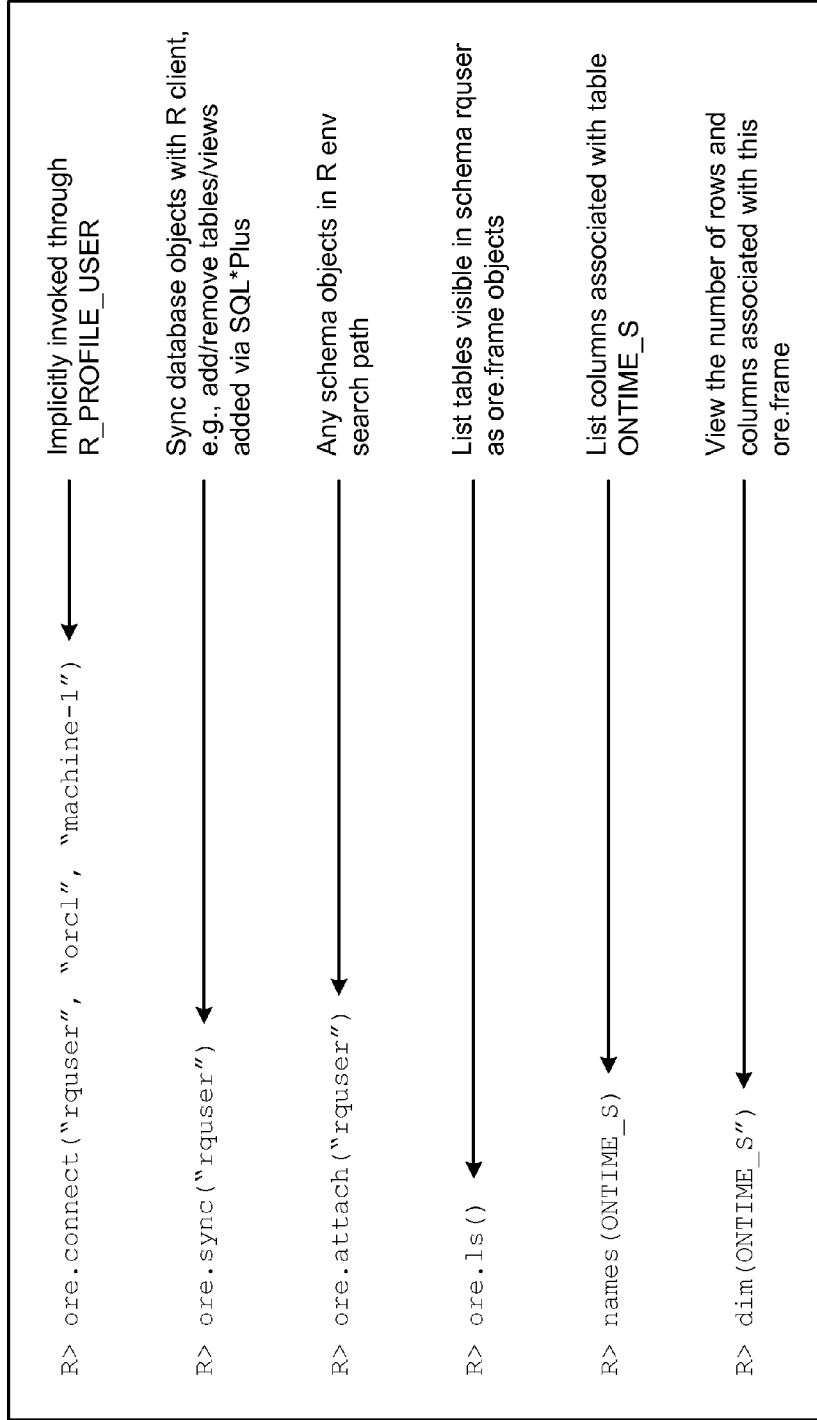 R> ore.connect(“rquser”, “orcl”, “machine-1”)
Implicitly invoked through
R_PROFILE_USER
R> ore.sync(“rquser”)
Sync database objects with R client,
e.g., add/remove tables/views
added via SQL*Plus
R> ore.attach(“rquser”)
Any schema objects in R env
search path
R> ore.ls()
List tables visible in schema rquser
as ore.frame objects
R> names(ONTIME_S)
List columns associated with table
ONTIME_S
R> dim(ONTIME_S”)
View the number of rows and
columns associated with this
ore.frame